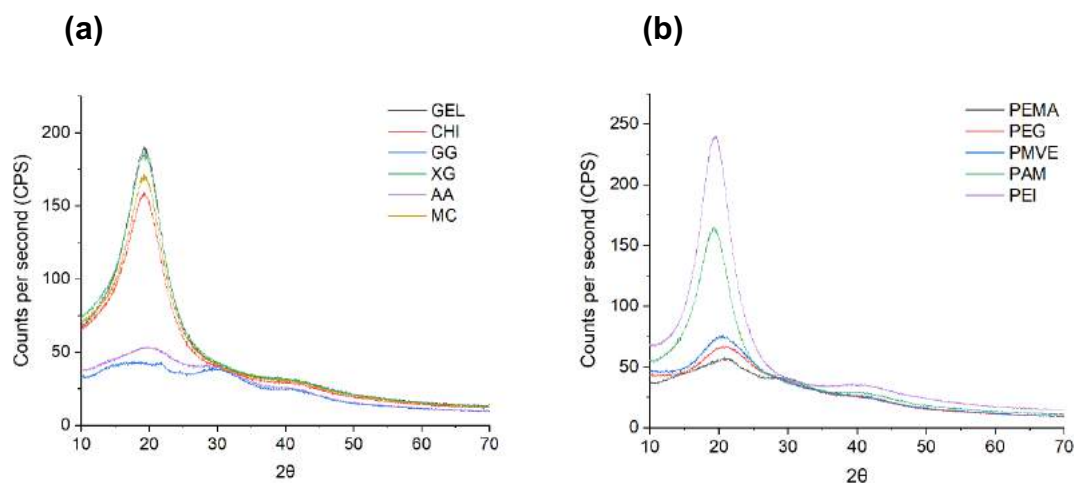 (a)
(b)
GEL
CHI
GG
XG
AA
MC
200
150
100
50
0
Counts per second (CPS)
10 20 30 40 50 60 70
2θ
PEMA
PEG
PMVE
PAM
PEI
250
200
150
100
50
0
Counts per second (CPS)
10 20 30 40 50 60 70
2θ